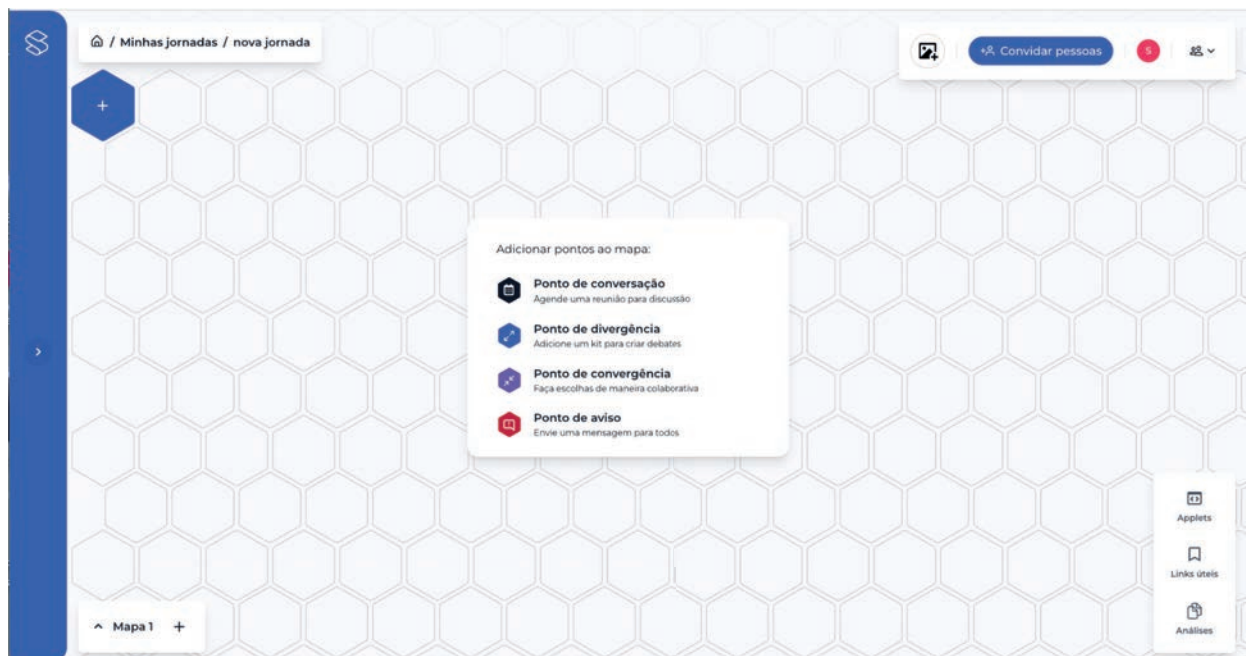 / Minhas jornadas / nova jornada
Convidar pessoas
S
+
Adicionar pontos ao mapa:
Ponto de conversação
Agende uma reunião para discussão
Ponto de divergência
Adicione um kit para criar debates
Ponto de convergência
Faça escolhas de maneira colaborativa
Ponto de aviso
Envie uma mensagem para todos
Applets
Links úteis
Análises
Mapa 1 +